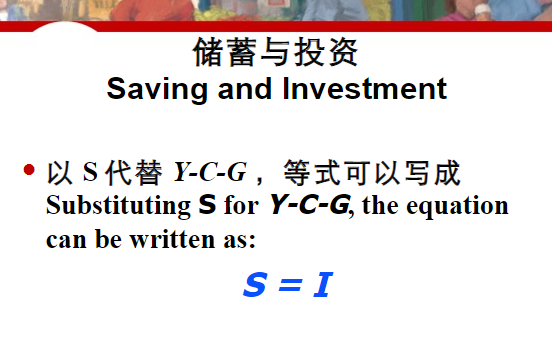 储蓄与投资
Saving and Investment
• 以 S 代替 Y-C-G ，等式可以写成
Substituting S for Y-C-G, the equation
can be written as:
S = I